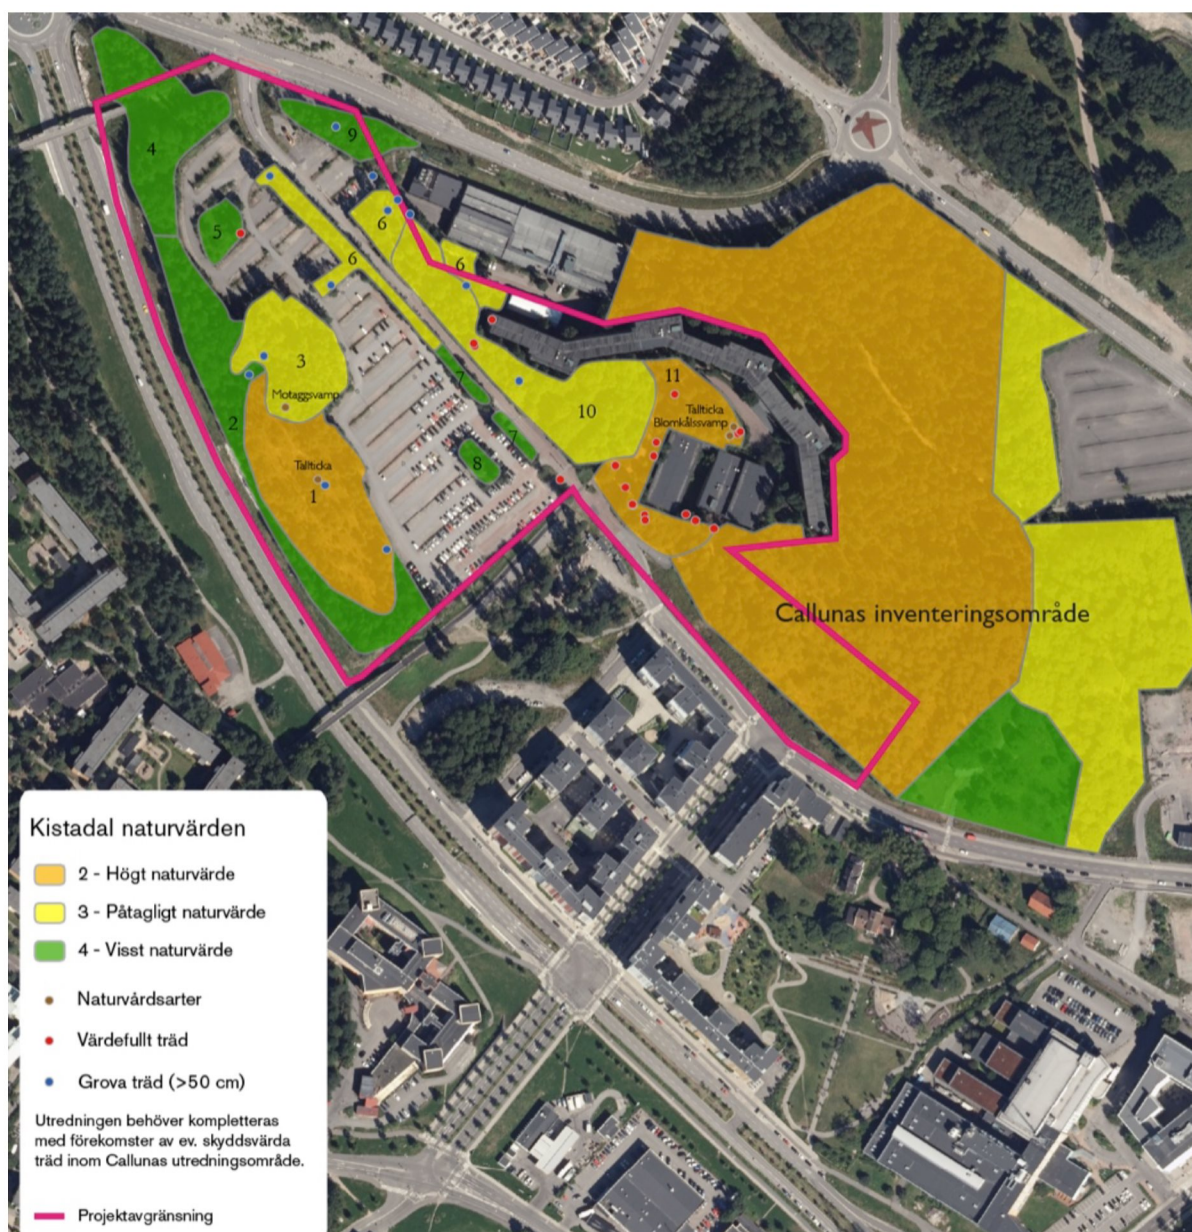 9
4
6
5
6
6
3
11
Motaggsvamp
7
10
Tallticka
Blomkålssvamp
2
7
8
Tallticka
1
Callunas inventeringsområde
Kistadal naturvärden
2 - Högt naturvärde
3 - Påtagligt naturvärde
4 - Visst naturvärde
Naturvårdsarter
Värdefullt träd
Grova träd (>50 cm)
Utredningen behöver kompletteras
med förekomster av ev. skyddsvärda
träd inom Callunas utredningsområde.
Projektavgränsning